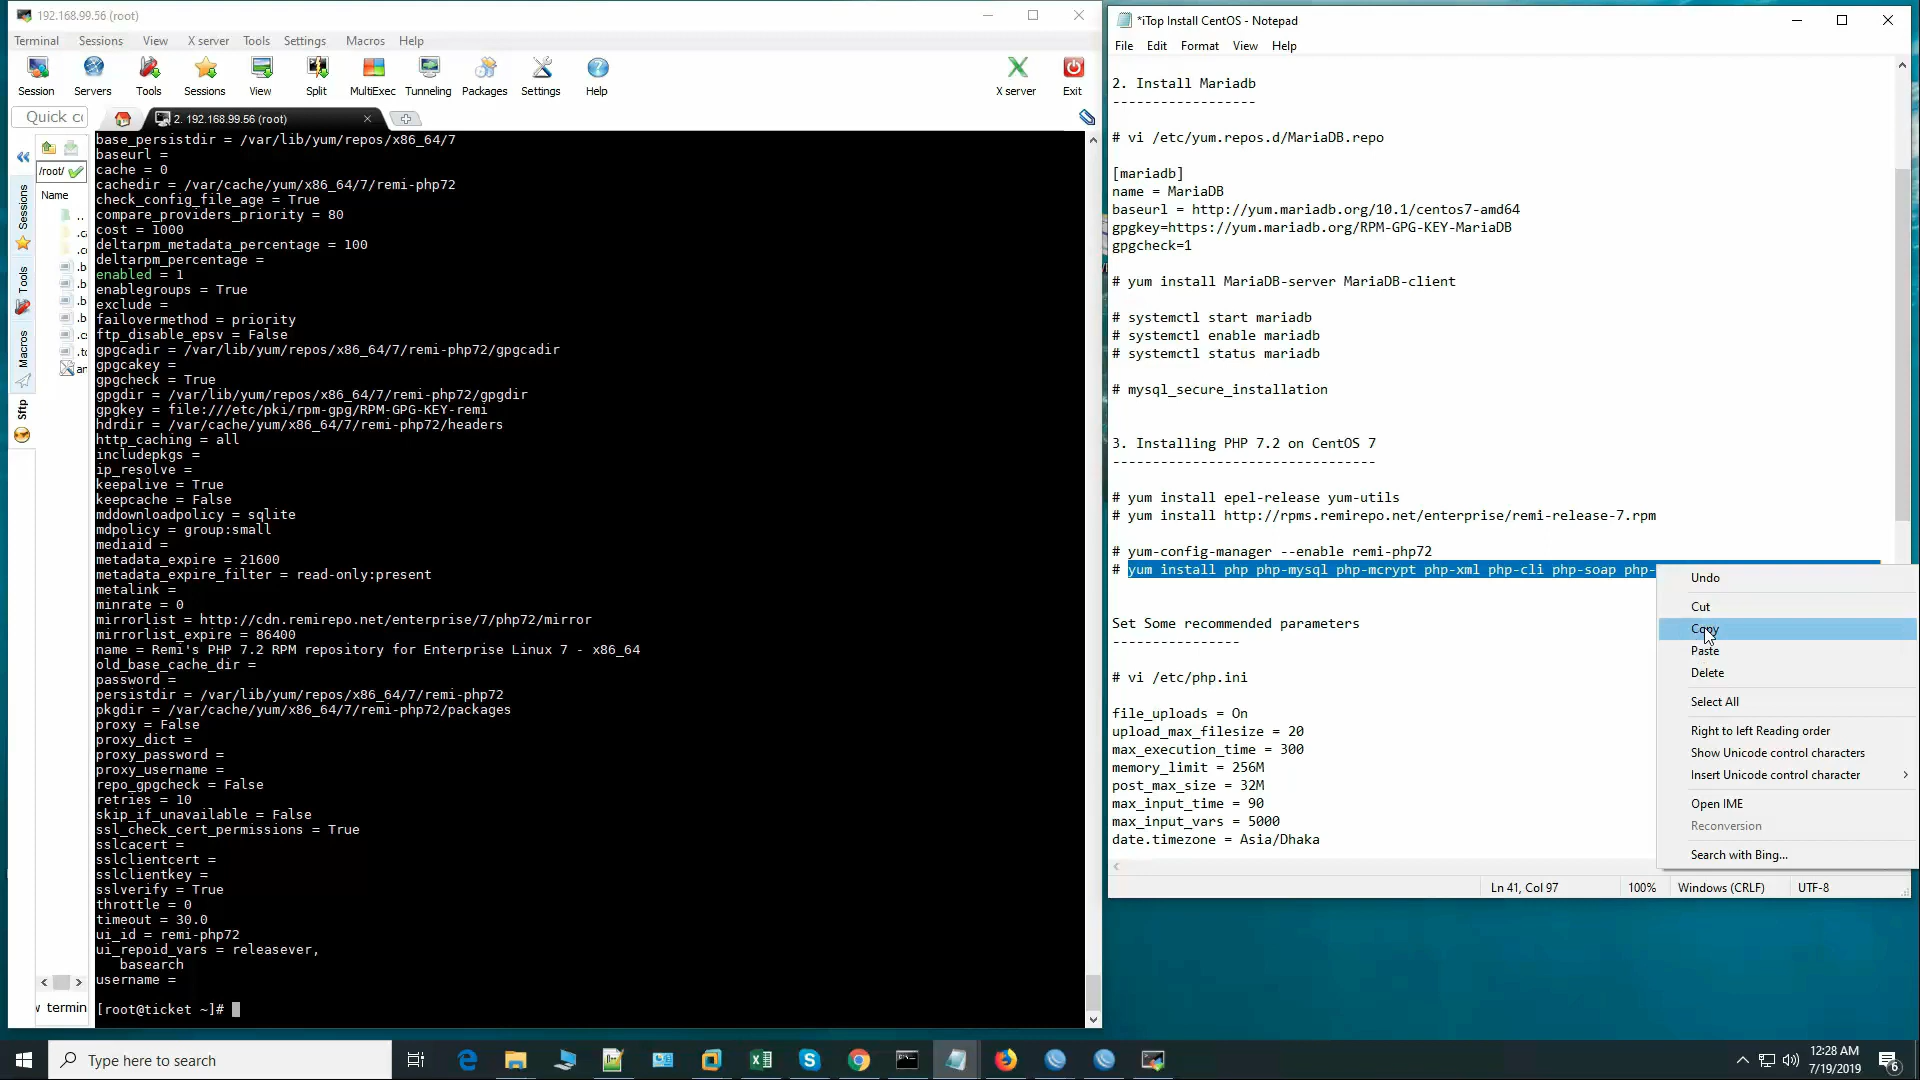 192.168.99.56 (root)
Terminal Sessions View X server Tools Settings Macros Help
Session Servers Tools Sessions View Split MultiExec Tunneling Packages Settings Help X server Exit
Quick cc
2. 192.168.99.56 (root)
/root/
Name
..
Sessions
Tools
Macros
Sftp
termin
base_persistdir = /var/lib/yum/repos/x86_64/7
baseurl =
cache = 0
cachedir = /var/cache/yum/x86_64/7/remi-php72
check_config_file_age = True
compare_providers_priority = 80
cost = 1000
deltarpm_metadata_percentage = 100
deltarpm_percentage =
enabled = 1
enablegroups = True
exclude =
failovermethod = priority
ftp_disable_epsv = False
gpgcadir = /var/lib/yum/repos/x86_64/7/remi-php72/gpgcadir
gpgcakey =
gpgcheck = True
gpgdir = /var/lib/yum/repos/x86_64/7/remi-php72/gpgdir
gpgkey = file:///etc/pki/rpm-gpg/RPM-GPG-KEY-remi
hdrdir = /var/cache/yum/x86_64/7/remi-php72/headers
http_caching = all
includepkgs =
ip_resolve =
keepalive = True
keepcache = False
mddownloadpolicy = sqlite
mdpolicy = group:small
mediaid =
metadata_expire = 21600
metadata_expire_filter = read-only:present
metalink =
minrate = 0
mirrorlist = http://cdn.remirepo.net/enterprise/7/php72/mirror
mirrorlist_expire = 86400
name = Remi's PHP 7.2 RPM repository for Enterprise Linux 7 - x86_64
old_base_cache_dir =
password =
persistdir = /var/lib/yum/repos/x86_64/7/remi-php72
pkgdir = /var/cache/yum/x86_64/7/remi-php72/packages
proxy = False
proxy_dict =
proxy_password =
proxy_username =
repo_gpgcheck = False
retries = 10
skip_if_unavailable = False
ssl_check_cert_permissions = True
sslcacert =
sslclientcert =
sslclientkey =
sslverify = True
throttle = 0
timeout = 30.0
ui_id = remi-php72
ui_repoid_vars = releasever,
basearch
username =
[root@ticket ~]#
*iTop Install CentOS - Notepad
File Edit Format View Help
2. Install Mariadb
------------------
# vi /etc/yum.repos.d/MariaDB.repo
[mariadb]
name = MariaDB
baseurl = http://yum.mariadb.org/10.1/centos7-amd64
gpgkey=https://yum.mariadb.org/RPM-GPG-KEY-MariaDB
gpgcheck=1
# yum install MariaDB-server MariaDB-client
# systemctl start mariadb
# systemctl enable mariadb
# systemctl status mariadb
# mysql_secure_installation
3. Installing PHP 7.2 on CentOS 7
---------------------------------
# yum install epel-release yum-utils
# yum install http://rpms.remirepo.net/enterprise/remi-release-7.rpm
# yum-config-manager --enable remi-php72
# yum install php php-mysql php-mcrypt php-xml php-cli php-soap php-
Set Some recommended parameters
----------------
# vi /etc/php.ini
file_uploads = On
upload_max_filesize = 20
max_execution_time = 300
memory_limit = 256M
post_max_size = 32M
max_input_time = 90
max_input_vars = 5000
date.timezone = Asia/Dhaka
Undo
Cut
Copy
Paste
Delete
Select All
Right to left Reading order
Show Unicode control characters
Insert Unicode control character
Open IME
Reconversion
Search with Bing...
Ln 41, Col 97 100% Windows (CRLF) UTF-8
Type here to search
12:28 AM
7/19/2019
6